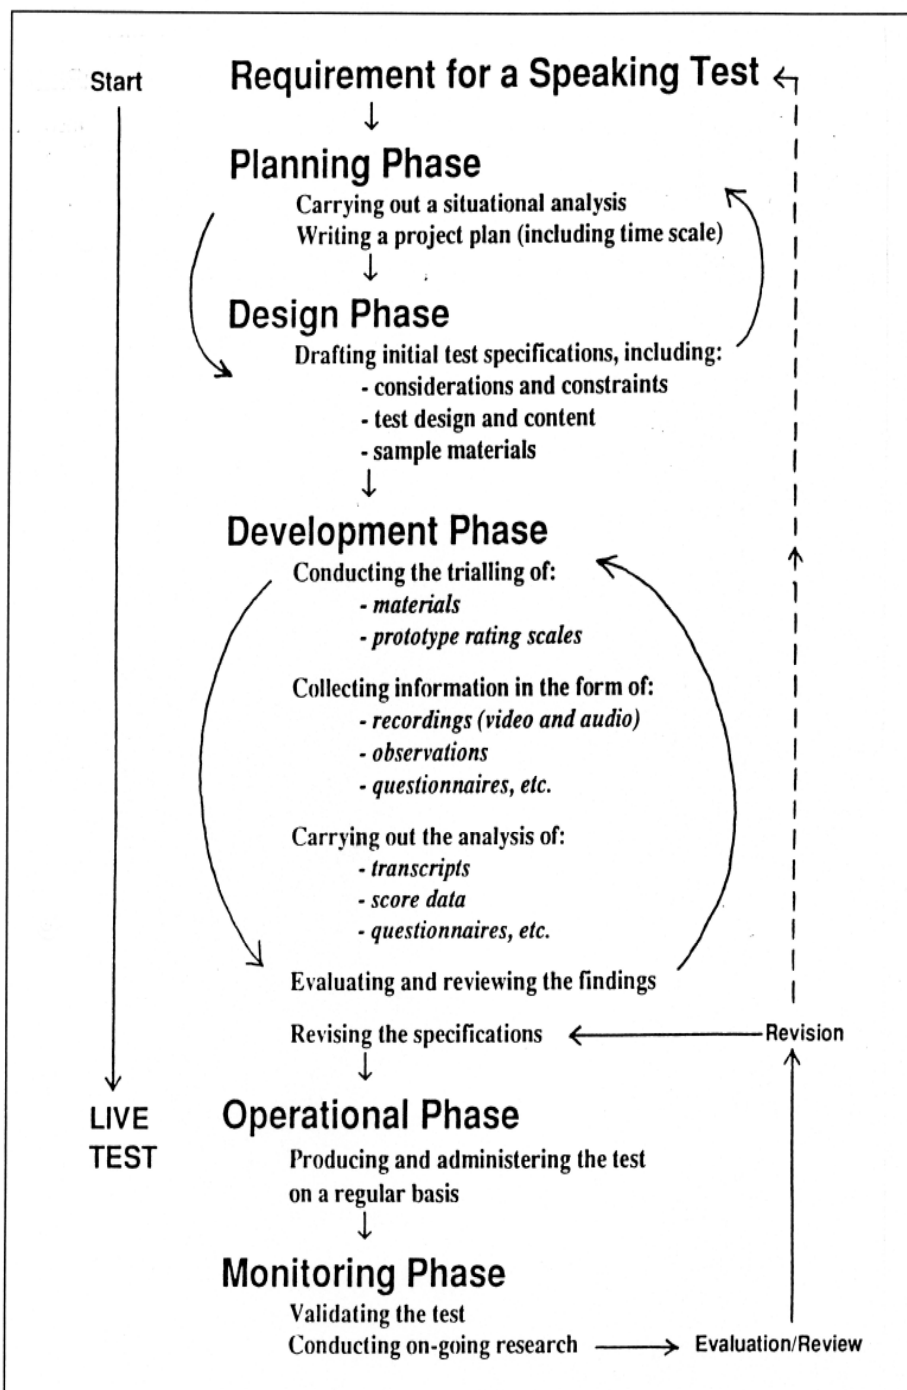 Start
Requirement for a Speaking Test
Planning Phase
Carrying out a situational analysis
Writing a project plan (including time scale)
Design Phase
Drafting initial test specifications, including:
- considerations and constraints
- test design and content
- sample materials
Development Phase
Conducting the trialling of:
- materials
- prototype rating scales
Collecting information in the form of:
- recordings (video and audio)
- observations
- questionnaires, etc.
Carrying out the analysis of:
- transcripts
- score data
- questionnaires, etc.
Evaluating and reviewing the findings
Revising the specifications
Revision
LIVE
TEST
Operational Phase
Producing and administering the test
on a regular basis
Monitoring Phase
Validating the test
Conducting on-going research
Evaluation/Review